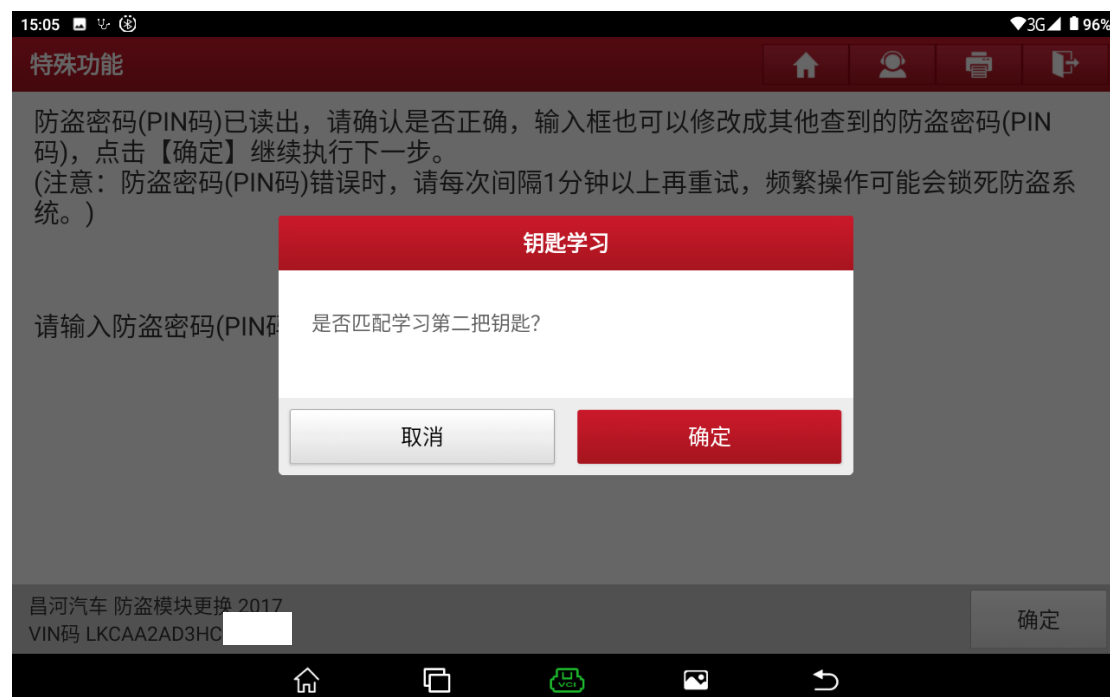 15:05
3G 96%
特殊功能
防盗密码(PIN码)已读出，请确认是否正确，输入框也可以修改成其他查到的防盗密码(PIN
码)，点击【确定】继续执行下一步。
(注意：防盗密码(PIN码)错误时，请每次间隔1分钟以上再重试，频繁操作可能会锁死防盗系
统。)
钥匙学习
请输入防盗密码(PIN码
是否匹配学习第二把钥匙?
取消
确定
昌河汽车 防盗模块更换 2017
VIN码 LKCAA2AD3HC
确定
VCI